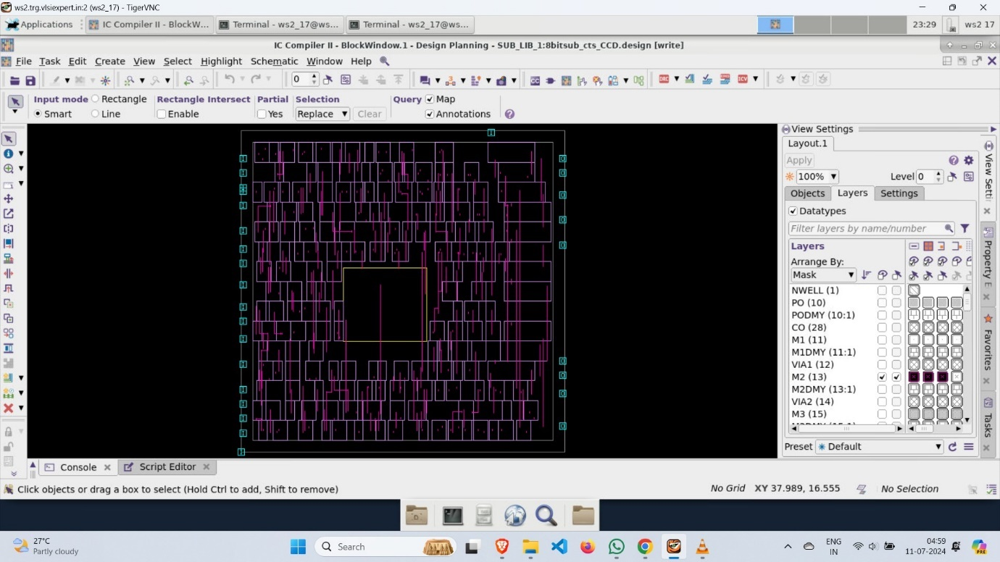 ws2.trg.vlsiexpert.in:2 (ws2_17) - TigerVNC
Applications IC Compiler II - BlockW... Terminal - ws2_17@ws... Terminal - ws2_17@ws... 23:29 ws2 17
IC Compiler II - BlockWindow.1 - Design Planning - SUB_LIB_1:8bitsub_cts_CCD.design [write]
File Task Edit Create View Select Highlight Schematic Window Help
0 DRC ICV
Input mode Rectangle Rectangle Intersect Partial Selection Query Map
Smart Line Enable Yes Replace Clear Annotations
View Settings
Layout.1
Apply
100% Level 0
Objects Layers Settings
Datatypes
Filter layers by name/number
Layers
Arrange By:
Mask
NWELL (1)
PO (10)
PODMY (10:1)
CO (28)
M1 (11)
M1DMY (11:1)
VIA1 (12)
M2 (13)
M2DMY (13:1)
VIA2 (14)
M3 (15)
Preset Default
View Setti
Property E
Favorites
Tasks
Console Script Editor
Click objects or drag a box to select (Hold Ctrl to add, Shift to remove) No Grid XY 37.989, 16.555 No Selection
27°C
Partly cloudy
Search
ENG
IN
04:59
11-07-2024
PRE